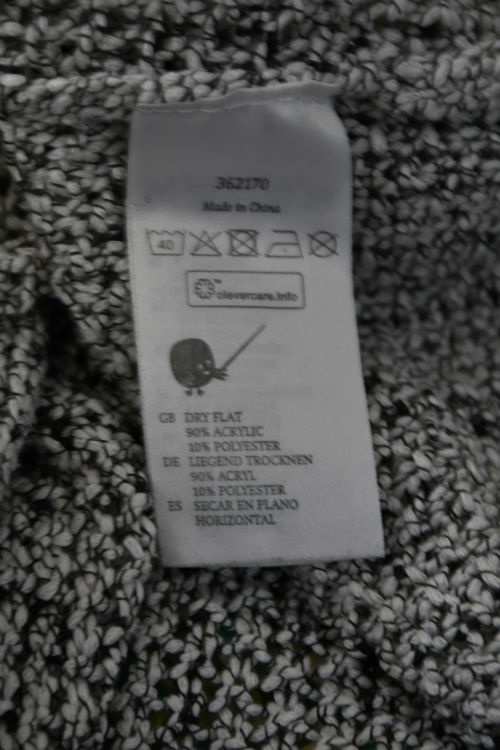 362170
Made in China
40
clevercare.info
GB DRY FLAT
90% ACRYLIC
10% POLYESTER
DE LIEGEND TROCKNEN
90% ACRYL
10% POLYESTER
ES SECAR EN PLANO
HORIZONTAL